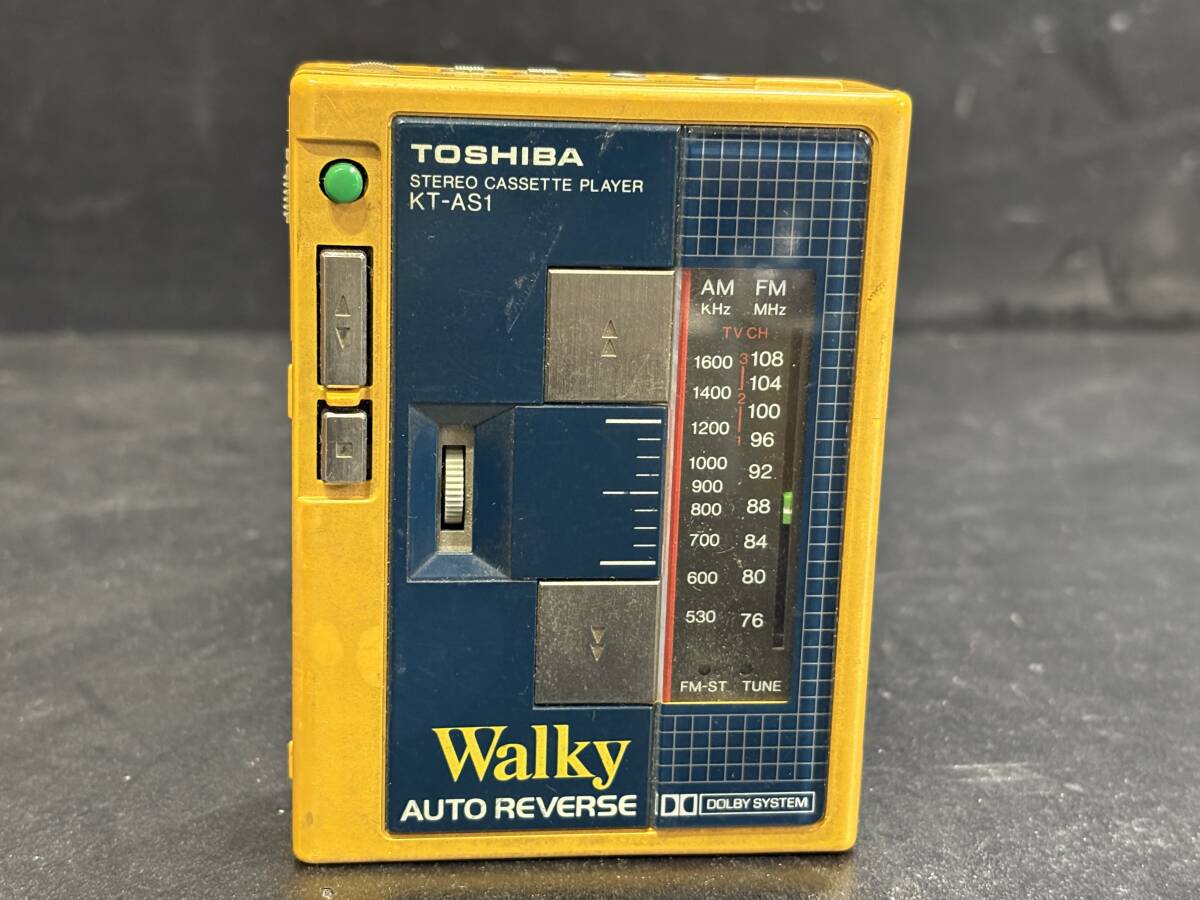 TOSHIBA
STEREO CASSETTE PLAYER
KT-AS1
AM FM
KHz MHz
TV CH
1600 3 108
1400 104
2 100
1200 1 96
1000 92
900
800 88
700 84
600 80
530 76
FM-ST TUNE
Walky
AUTO REVERSE
DOLBY SYSTEM